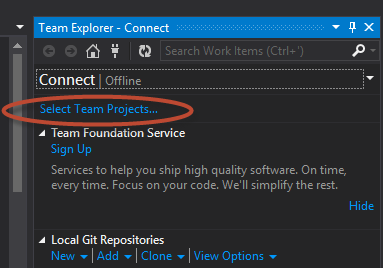 Team Explorer - Connect
Search Work Items (Ctrl+')
Connect | Offline
Select Team Projects...
Team Foundation Service
Sign Up
Services to help you ship high quality software. On time,
every time. Focus on your code. We'll simplify the rest.
Hide
Local Git Repositories
New | Add | Clone | View Options